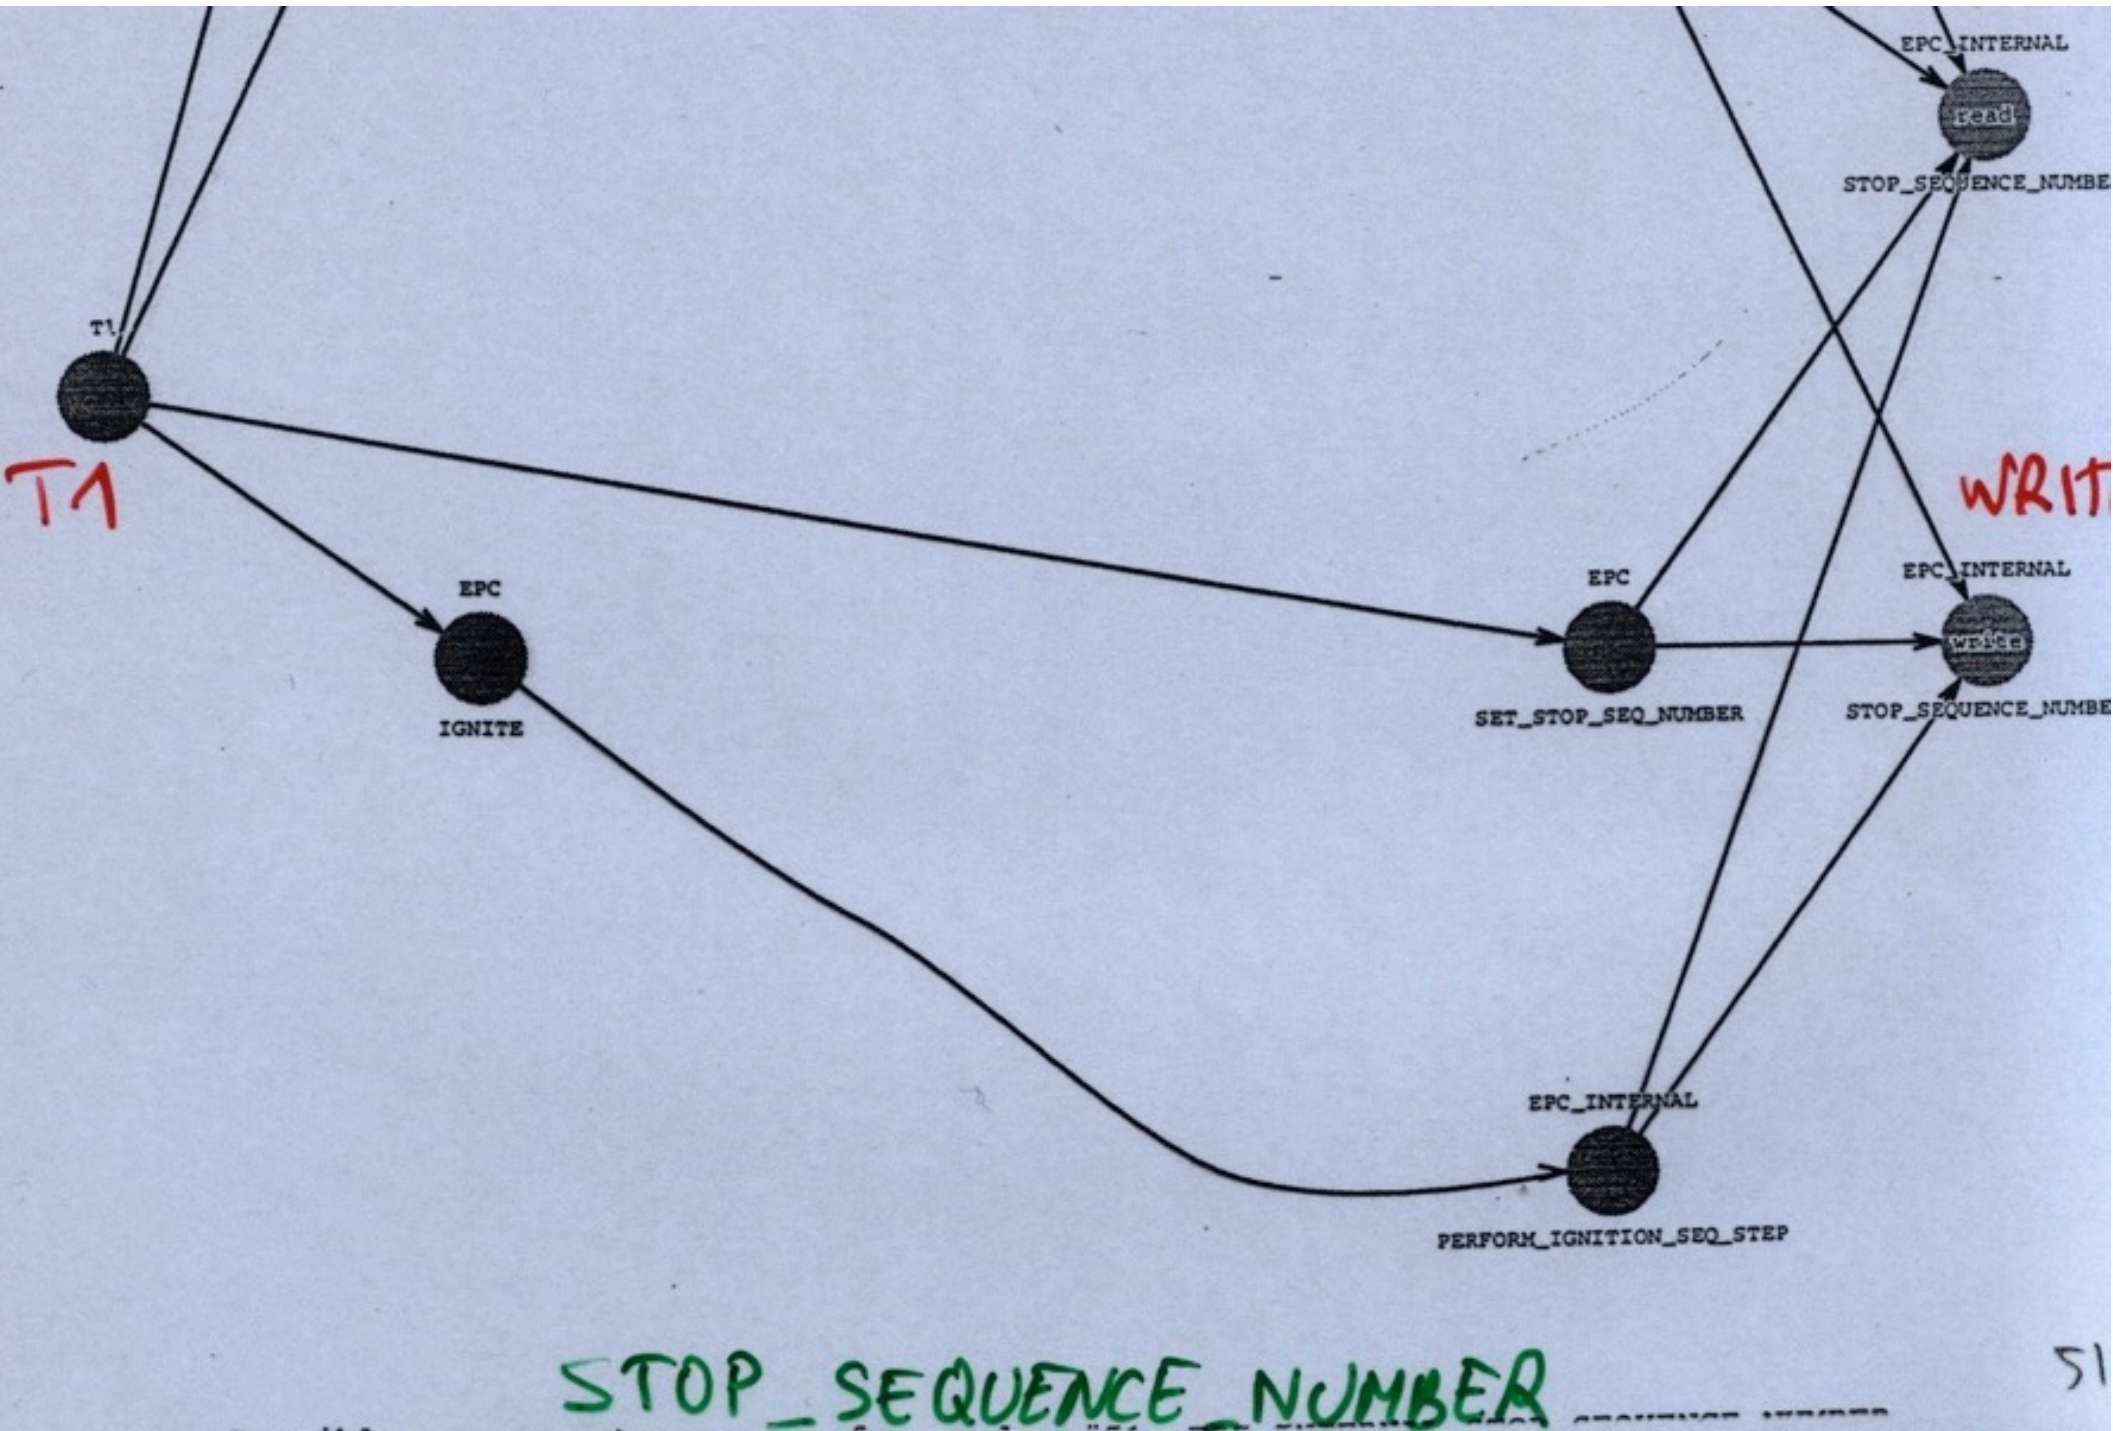 EPC_INTERNAL
read
STOP_SEQUENCE_NUMBE
T1
T1
WRIT
EPC
IGNITE
EPC
SET_STOP_SEQ_NUMBER
EPC_INTERNAL
write
STOP_SEQUENCE_NUMBE
EPC_INTERNAL
PERFORM_IGNITION_SEQ_STEP
STOP_SEQUENCE_NUMBER
51